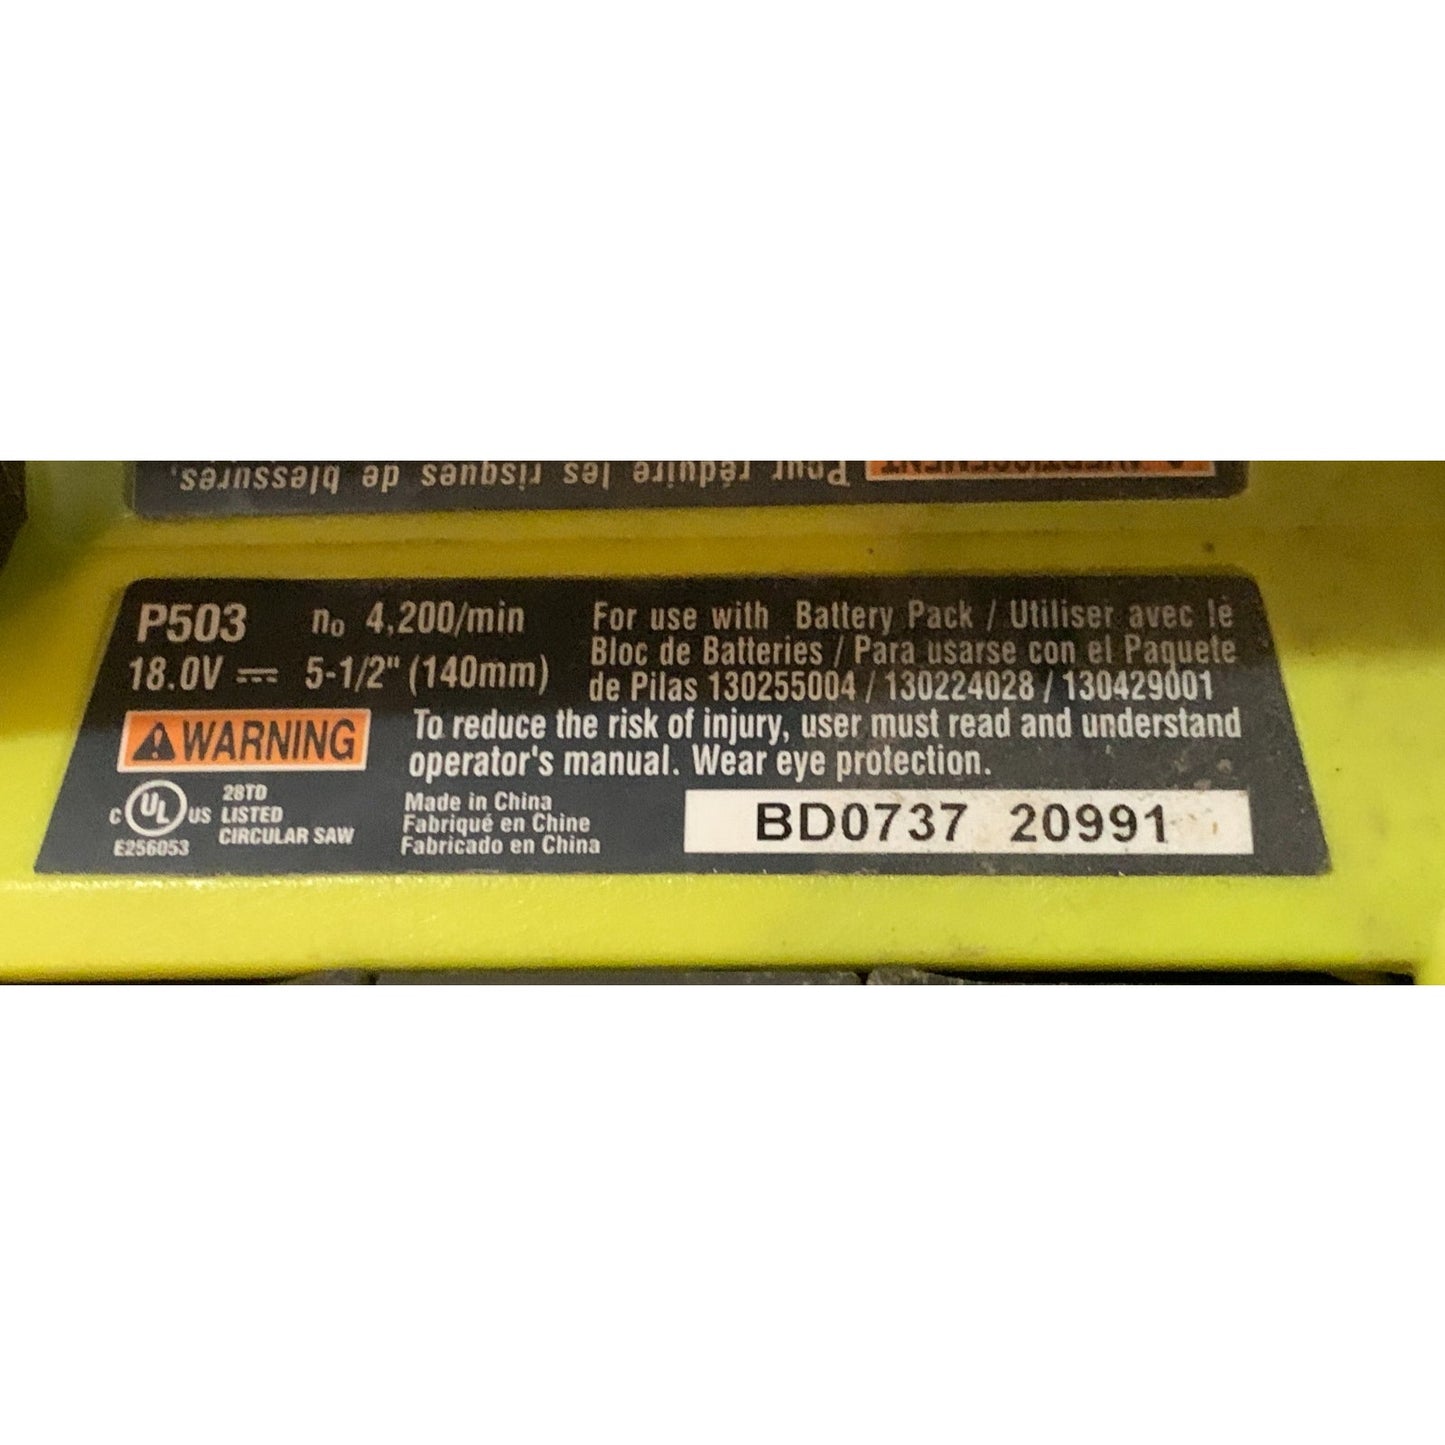 Pour réduire les risques de blessures,
AVERTISSEMENT
P503 no 4,200/min
18.0V 5-1/2" (140mm)
For use with Battery Pack / Utiliser avec le
Bloc de Batteries / Para usarse con el Paquete
de Pilas 130255004 / 130224028 / 130429001
WARNING
To reduce the risk of injury, user must read and understand
operator's manual. Wear eye protection.
C UL US
28TD
LISTED
CIRCULAR SAW
E256053
Made in China
Fabriqué en Chine
Fabricado en China
BD0737 20991